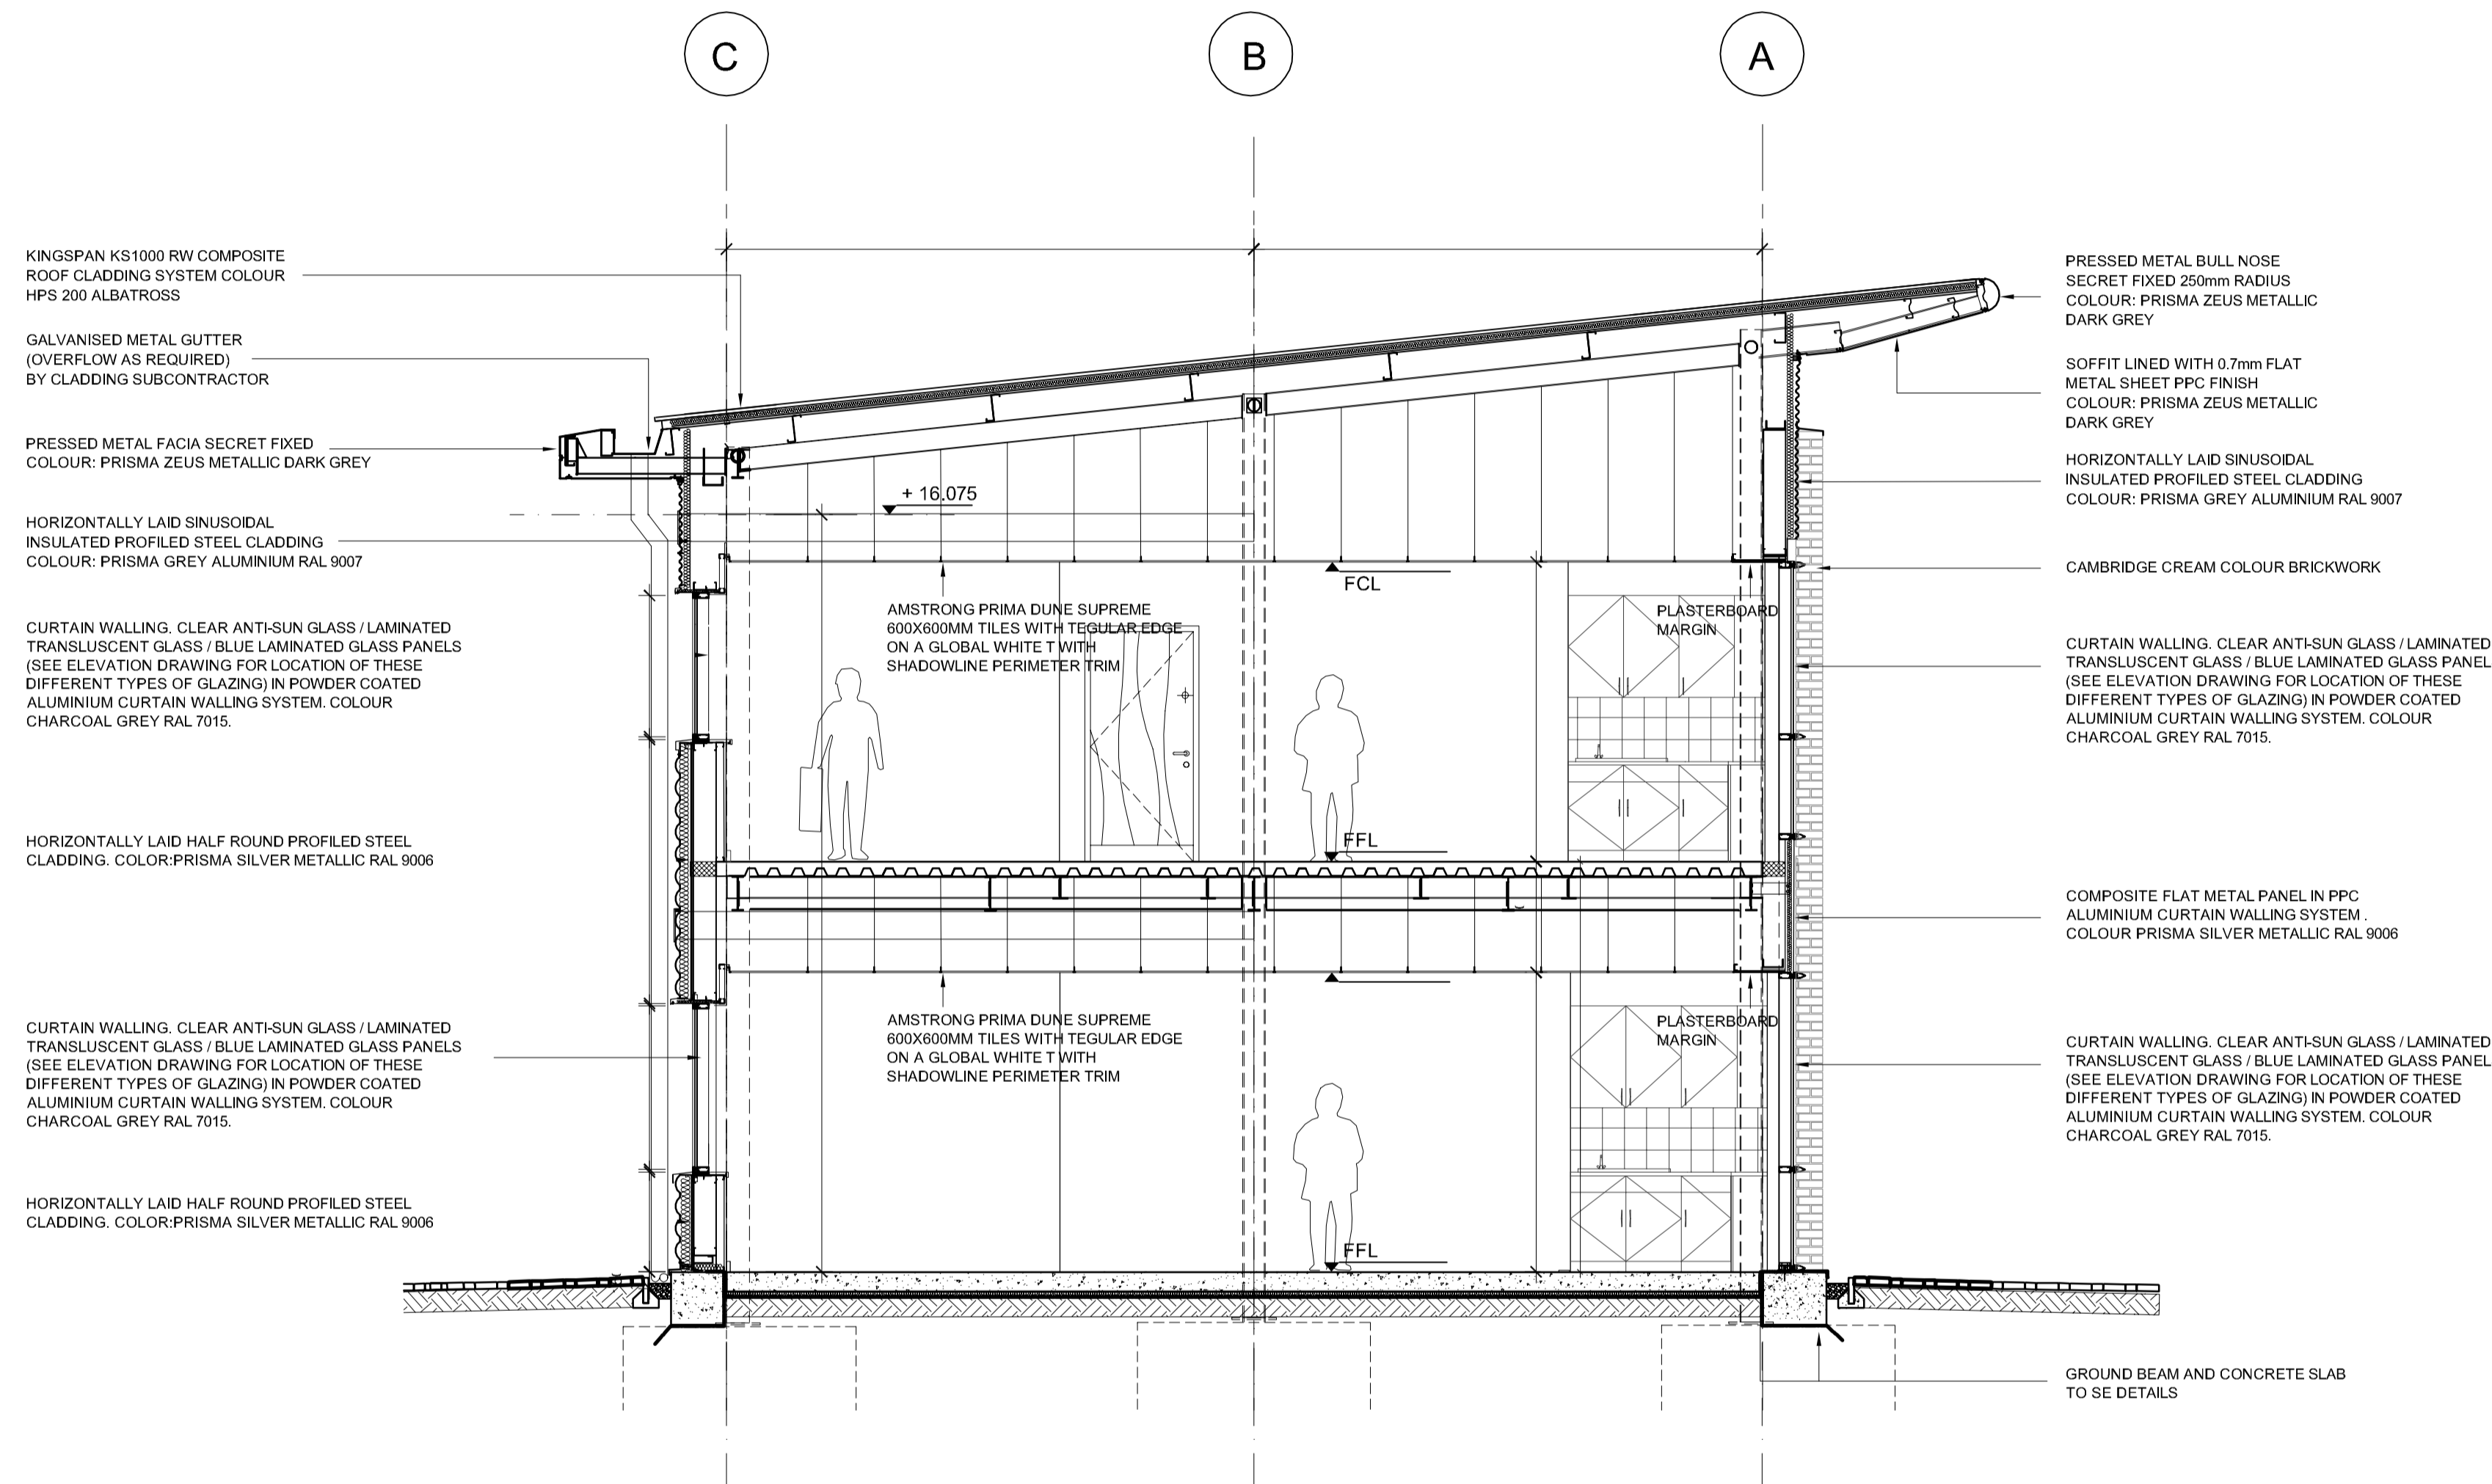 C
B
A
KINGSPAN KS1000 RW COMPOSITE
ROOF CLADDING SYSTEM COLOUR
HPS 200 ALBATROSS
GALVANISED METAL GUTTER
(OVERFLOW AS REQUIRED)
BY CLADDING SUBCONTRACTOR
PRESSED METAL FACIA SECRET FIXED
COLOUR: PRISMA ZEUS METALLIC DARK GREY
HORIZONTALLY LAID SINUSOIDAL
INSULATED PROFILED STEEL CLADDING
COLOUR: PRISMA GREY ALUMINIUM RAL 9007
CURTAIN WALLING. CLEAR ANTI-SUN GLASS / LAMINATED
TRANSLUSCENT GLASS / BLUE LAMINATED GLASS PANELS
(SEE ELEVATION DRAWING FOR LOCATION OF THESE
DIFFERENT TYPES OF GLAZING) IN POWDER COATED
ALUMINIUM CURTAIN WALLING SYSTEM. COLOUR
CHARCOAL GREY RAL 7015.
HORIZONTALLY LAID HALF ROUND PROFILED STEEL
CLADDING. COLOR:PRISMA SILVER METALLIC RAL 9006
CURTAIN WALLING. CLEAR ANTI-SUN GLASS / LAMINATED
TRANSLUSCENT GLASS / BLUE LAMINATED GLASS PANELS
(SEE ELEVATION DRAWING FOR LOCATION OF THESE
DIFFERENT TYPES OF GLAZING) IN POWDER COATED
ALUMINIUM CURTAIN WALLING SYSTEM. COLOUR
CHARCOAL GREY RAL 7015.
HORIZONTALLY LAID HALF ROUND PROFILED STEEL
CLADDING. COLOR:PRISMA SILVER METALLIC RAL 9006
+ 16.075
FCL
AMSTRONG PRIMA DUNE SUPREME
600X600MM TILES WITH TEGULAR EDGE
ON A GLOBAL WHITE T WITH
SHADOWLINE PERIMETER TRIM
PLASTERBOARD
MARGIN
FFL
AMSTRONG PRIMA DUNE SUPREME
600X600MM TILES WITH TEGULAR EDGE
ON A GLOBAL WHITE T WITH
SHADOWLINE PERIMETER TRIM
PLASTERBOARD
MARGIN
FFL
PRESSED METAL BULL NOSE
SECRET FIXED 250mm RADIUS
COLOUR: PRISMA ZEUS METALLIC
DARK GREY
SOFFIT LINED WITH 0.7mm FLAT
METAL SHEET PPC FINISH
COLOUR: PRISMA ZEUS METALLIC
DARK GREY
HORIZONTALLY LAID SINUSOIDAL
INSULATED PROFILED STEEL CLADDING
COLOUR: PRISMA GREY ALUMINIUM RAL 9007
CAMBRIDGE CREAM COLOUR BRICKWORK
CURTAIN WALLING. CLEAR ANTI-SUN GLASS / LAMINATED
TRANSLUSCENT GLASS / BLUE LAMINATED GLASS PANEL
(SEE ELEVATION DRAWING FOR LOCATION OF THESE
DIFFERENT TYPES OF GLAZING) IN POWDER COATED
ALUMINIUM CURTAIN WALLING SYSTEM. COLOUR
CHARCOAL GREY RAL 7015.
COMPOSITE FLAT METAL PANEL IN PPC
ALUMINIUM CURTAIN WALLING SYSTEM .
COLOUR PRISMA SILVER METALLIC RAL 9006
CURTAIN WALLING. CLEAR ANTI-SUN GLASS / LAMINATED
TRANSLUSCENT GLASS / BLUE LAMINATED GLASS PANEL
(SEE ELEVATION DRAWING FOR LOCATION OF THESE
DIFFERENT TYPES OF GLAZING) IN POWDER COATED
ALUMINIUM CURTAIN WALLING SYSTEM. COLOUR
CHARCOAL GREY RAL 7015.
GROUND BEAM AND CONCRETE SLAB
TO SE DETAILS